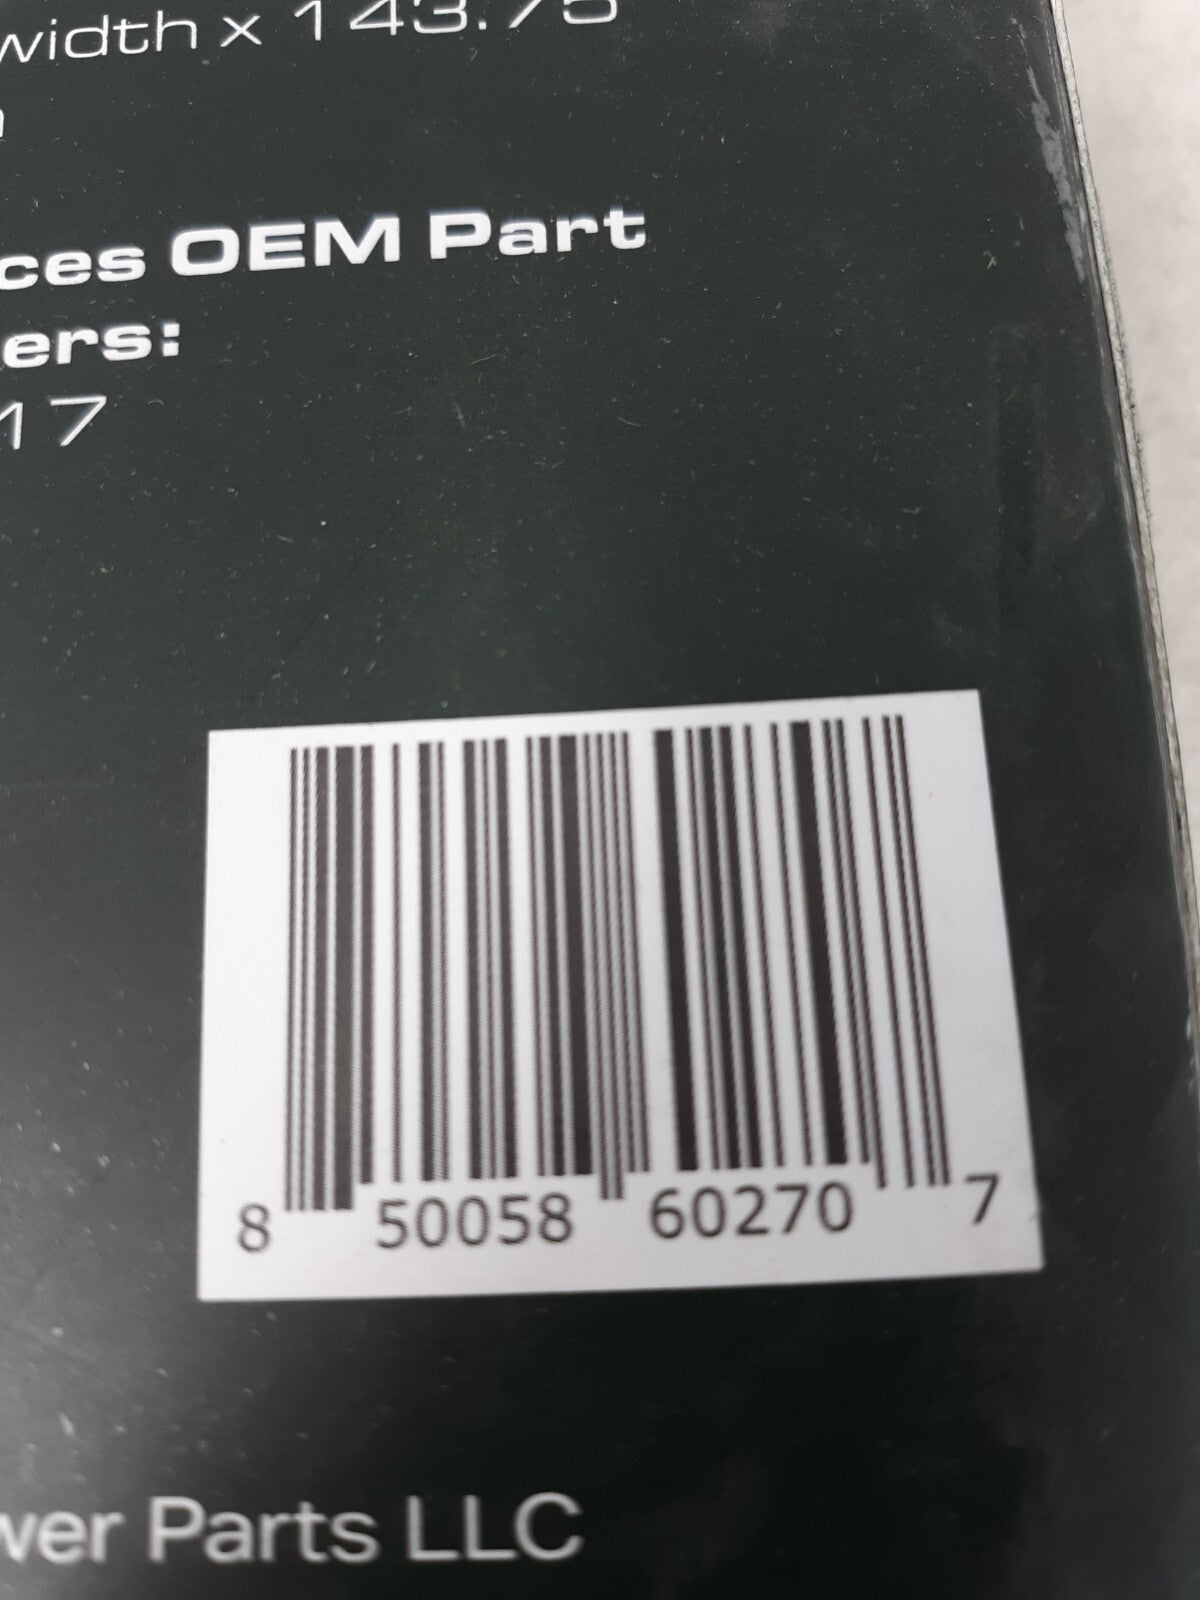 width x 143.75
ces OEM Part
ers:
17
8 50058 60270 7
wer Parts LLC